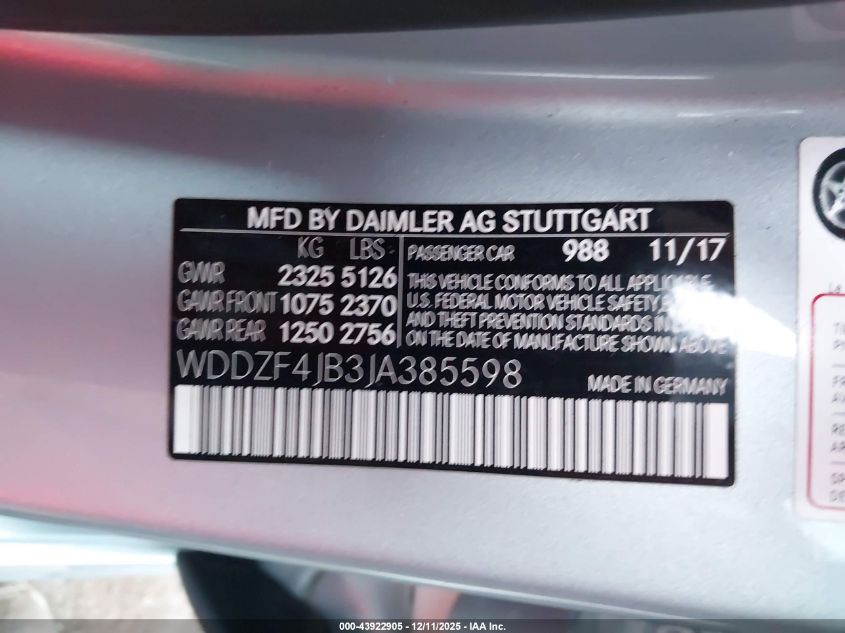 MFD BY DAIMLER AG STUTTGART
KG LBS PASSENGER CAR 988 11/17
GVWR 2325 5126
GAWR FRONT 1075 2370
GAWR REAR 1250 2756
THIS VEHICLE CONFORMS TO ALL APPLICABLE
U.S. FEDERAL MOTOR VEHICLE SAFETY,
AND THEFT PREVENTION STANDARDS IN
ON THE DATE OF MANUFACTURE SHOWN ABOVE
WDDZF4JB3JA385598
MADE IN GERMANY
000-43922905 - 12/11/2025 - IAA Inc.